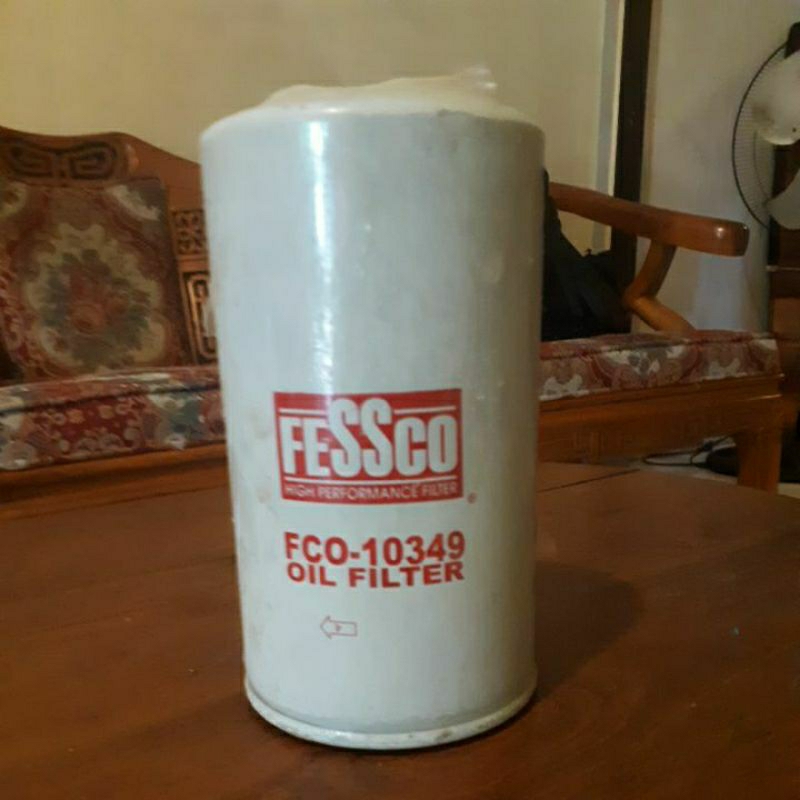 FESSCO
HIGH PERFORMANCE FILTER
®
FCO-10349
OIL FILTER